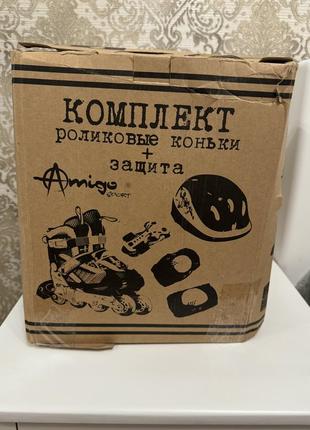 КОМПЛЕКТ
роликовые коньки
+
защита
Amigo
SPORT